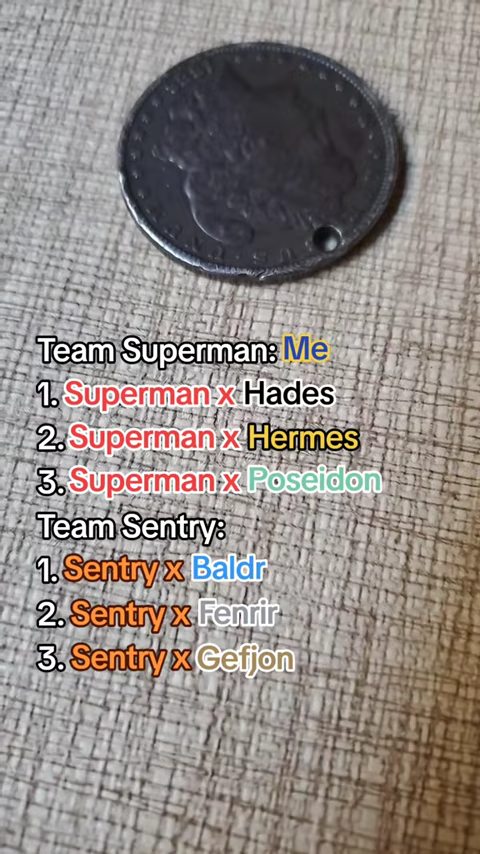 Team Superman: Me
1. Superman x Hades
2. Superman x Hermes
3. Superman x Poseidon
Team Sentry:
1. Sentry x Baldr
2. Sentry x Fenrir
3. Sentry x Gefjon